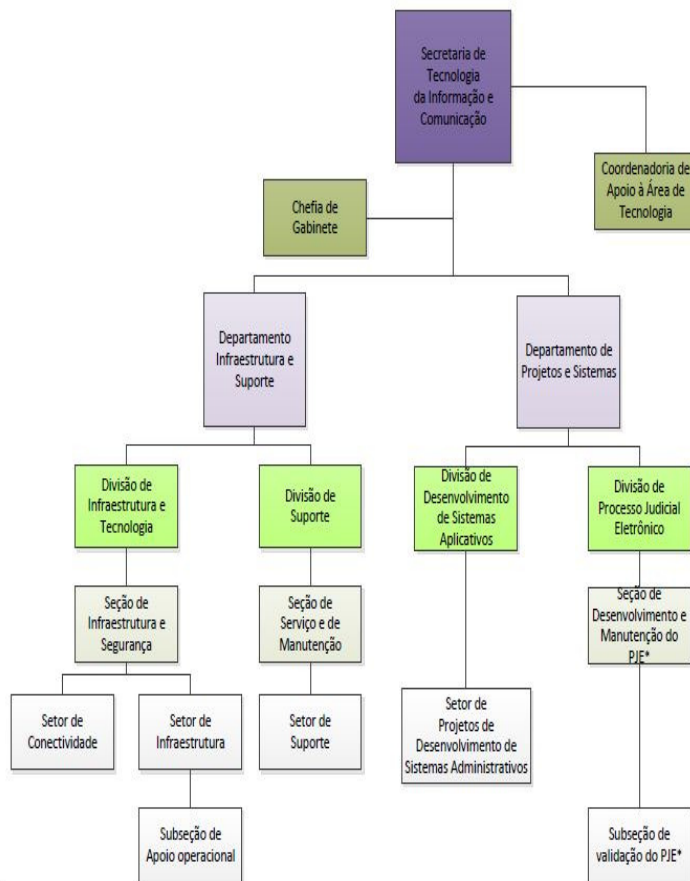 Secretaria de
Tecnologia
da Informação e
Comunicação
Coordenadoria de
Apoio à Área de
Tecnologia
Chefia de
Gabinete
Departamento
Infraestrutura e
Suporte
Departamento de
Projetos e Sistemas
Divisão de
Infraestrutura e
Tecnologia
Divisão de
Suporte
Divisão de
Desenvolvimento
de Sistemas
Aplicativos
Divisão de
Processo Judicial
Eletrônico
Seção de
Infraestrutura e
Segurança
Seção de
Serviço e de
Manutenção
Seção de
Desenvolvimento e
Manutenção do
PJE*
Setor de
Conectividade
Setor de
Infraestrutura
Setor de
Suporte
Setor de
Projetos de
Desenvolvimento de
Sistemas Administrativos
Subseção de
Apoio operacional
Subseção de
validação do PJE*